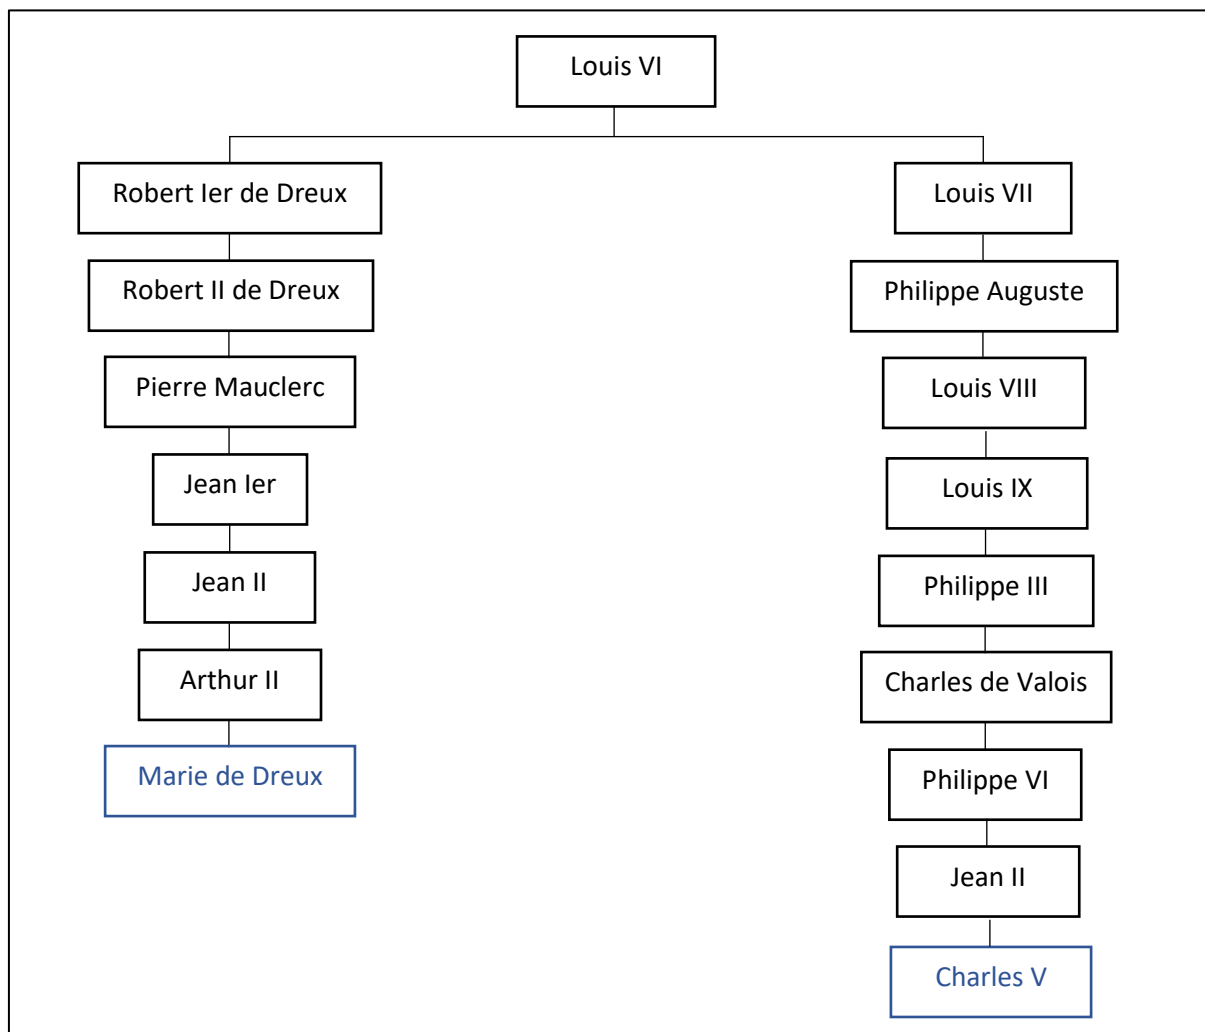 Louis VI
Robert Ier de Dreux
Louis VII
Robert II de Dreux
Philippe Auguste
Pierre Mauclerc
Louis VIII
Jean Ier
Louis IX
Jean II
Philippe III
Arthur II
Charles de Valois
Marie de Dreux
Philippe VI
Jean II
Charles V